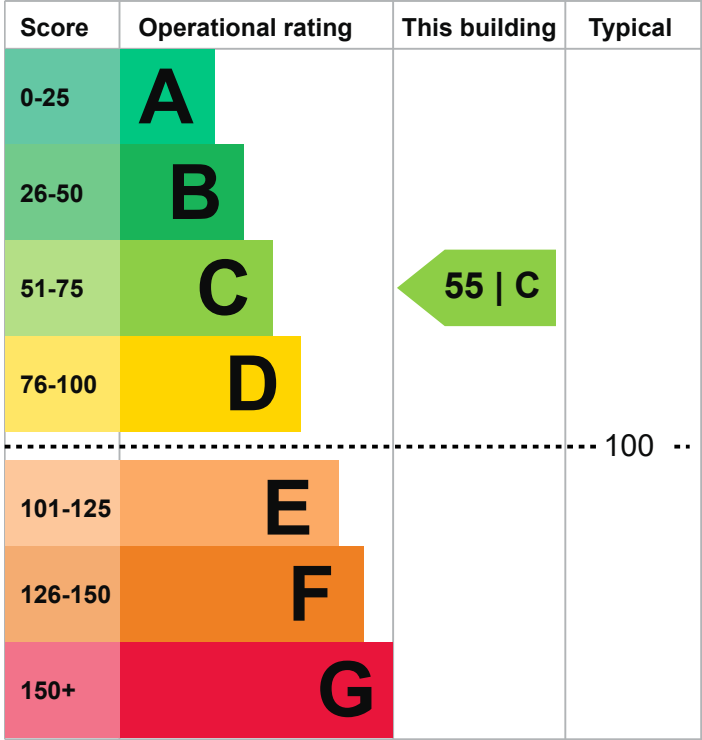 Score Operational rating This building Typical
0-25 A
26-50 B
51-75 C 55 | C
76-100 D
100
101-125 E
126-150 F
150+ G